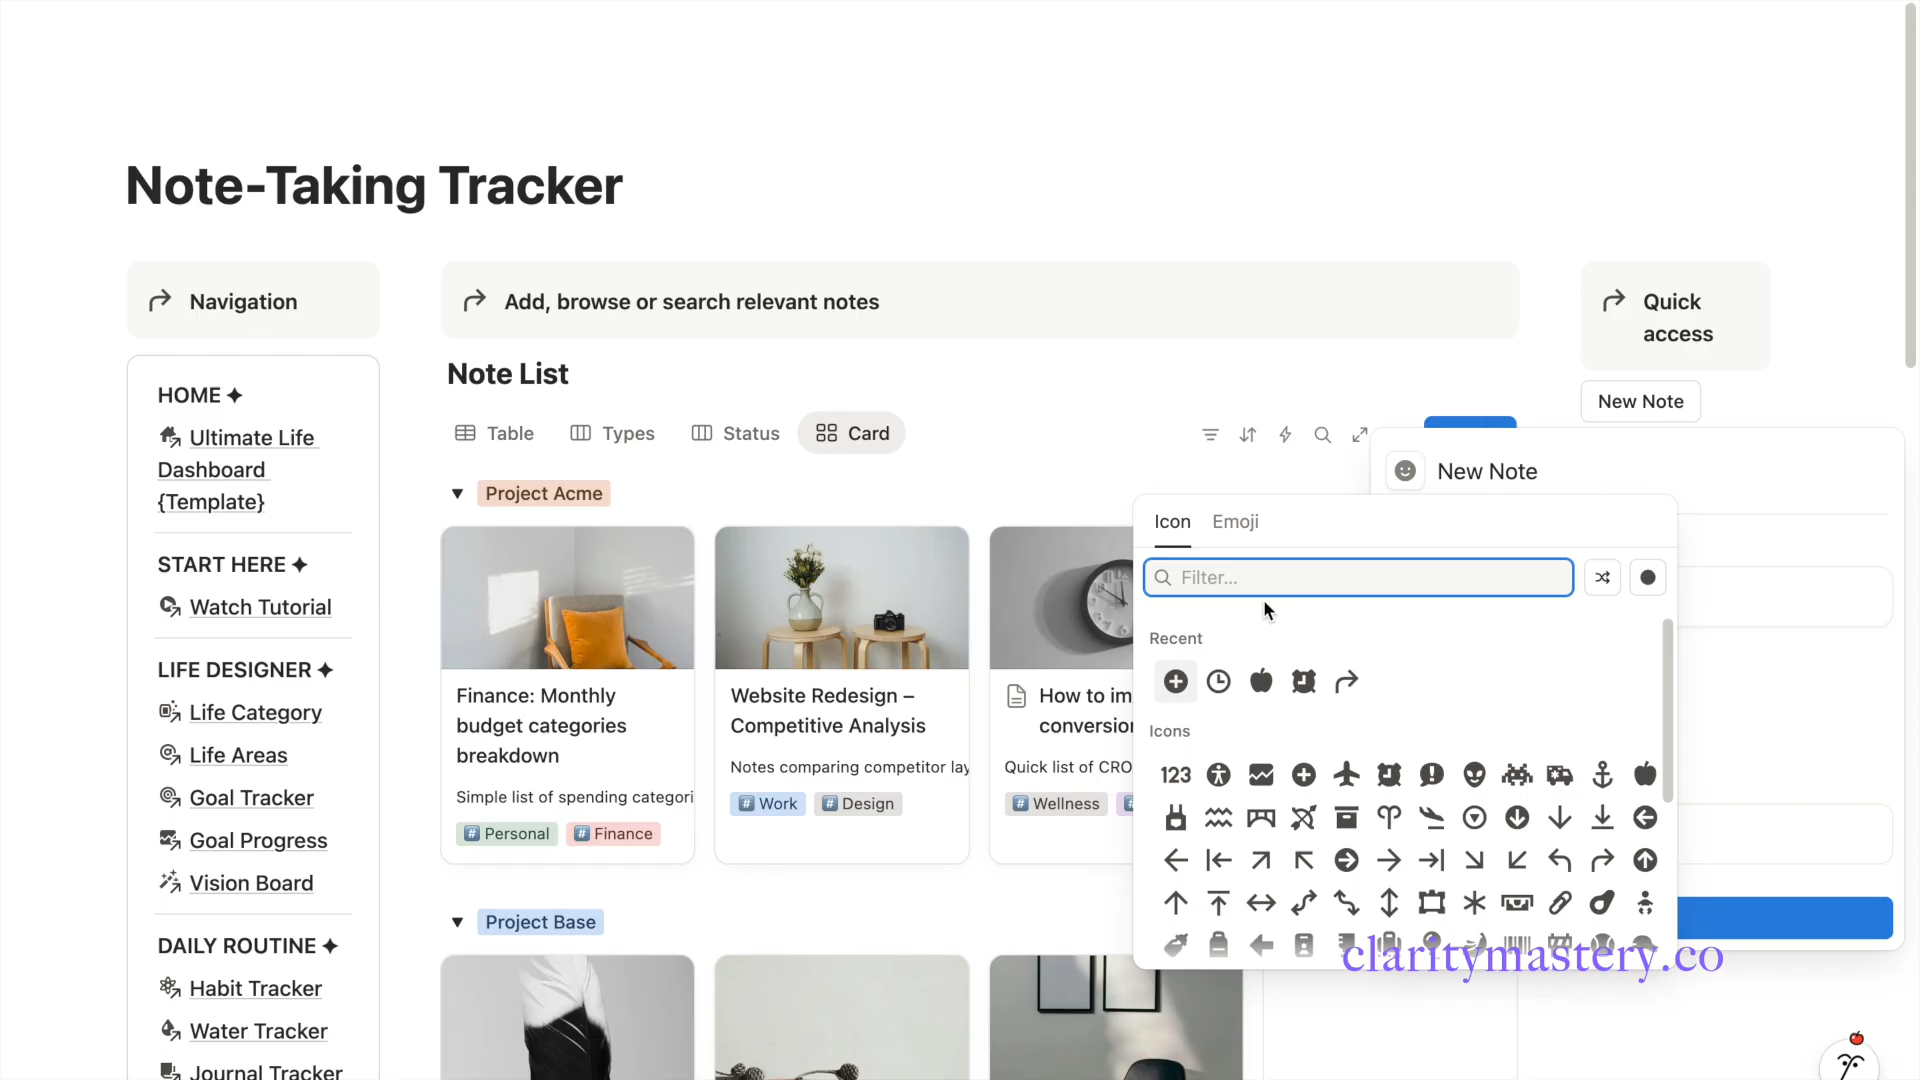 Note-Taking Tracker
Navigation
Add, browse or search relevant notes
Quick
access
HOME ✦
Ultimate Life
Dashboard
{Template}
START HERE ✦
Watch Tutorial
LIFE DESIGNER ✦
Life Category
Life Areas
Goal Tracker
Goal Progress
Vision Board
DAILY ROUTINE ✦
Habit Tracker
Water Tracker
Journal Tracker
Note List
Table
Types
Status
Card
Project Acme
Finance: Monthly
budget categories
breakdown
Simple list of spending categori
# Personal
# Finance
Website Redesign –
Competitive Analysis
Notes comparing competitor lay
# Work
# Design
How to im
conversion
Quick list of CRO
# Wellness
#
Project Base
New Note
New Note
Icon
Emoji
Filter...
Recent
Icons
123
claritymastery.co